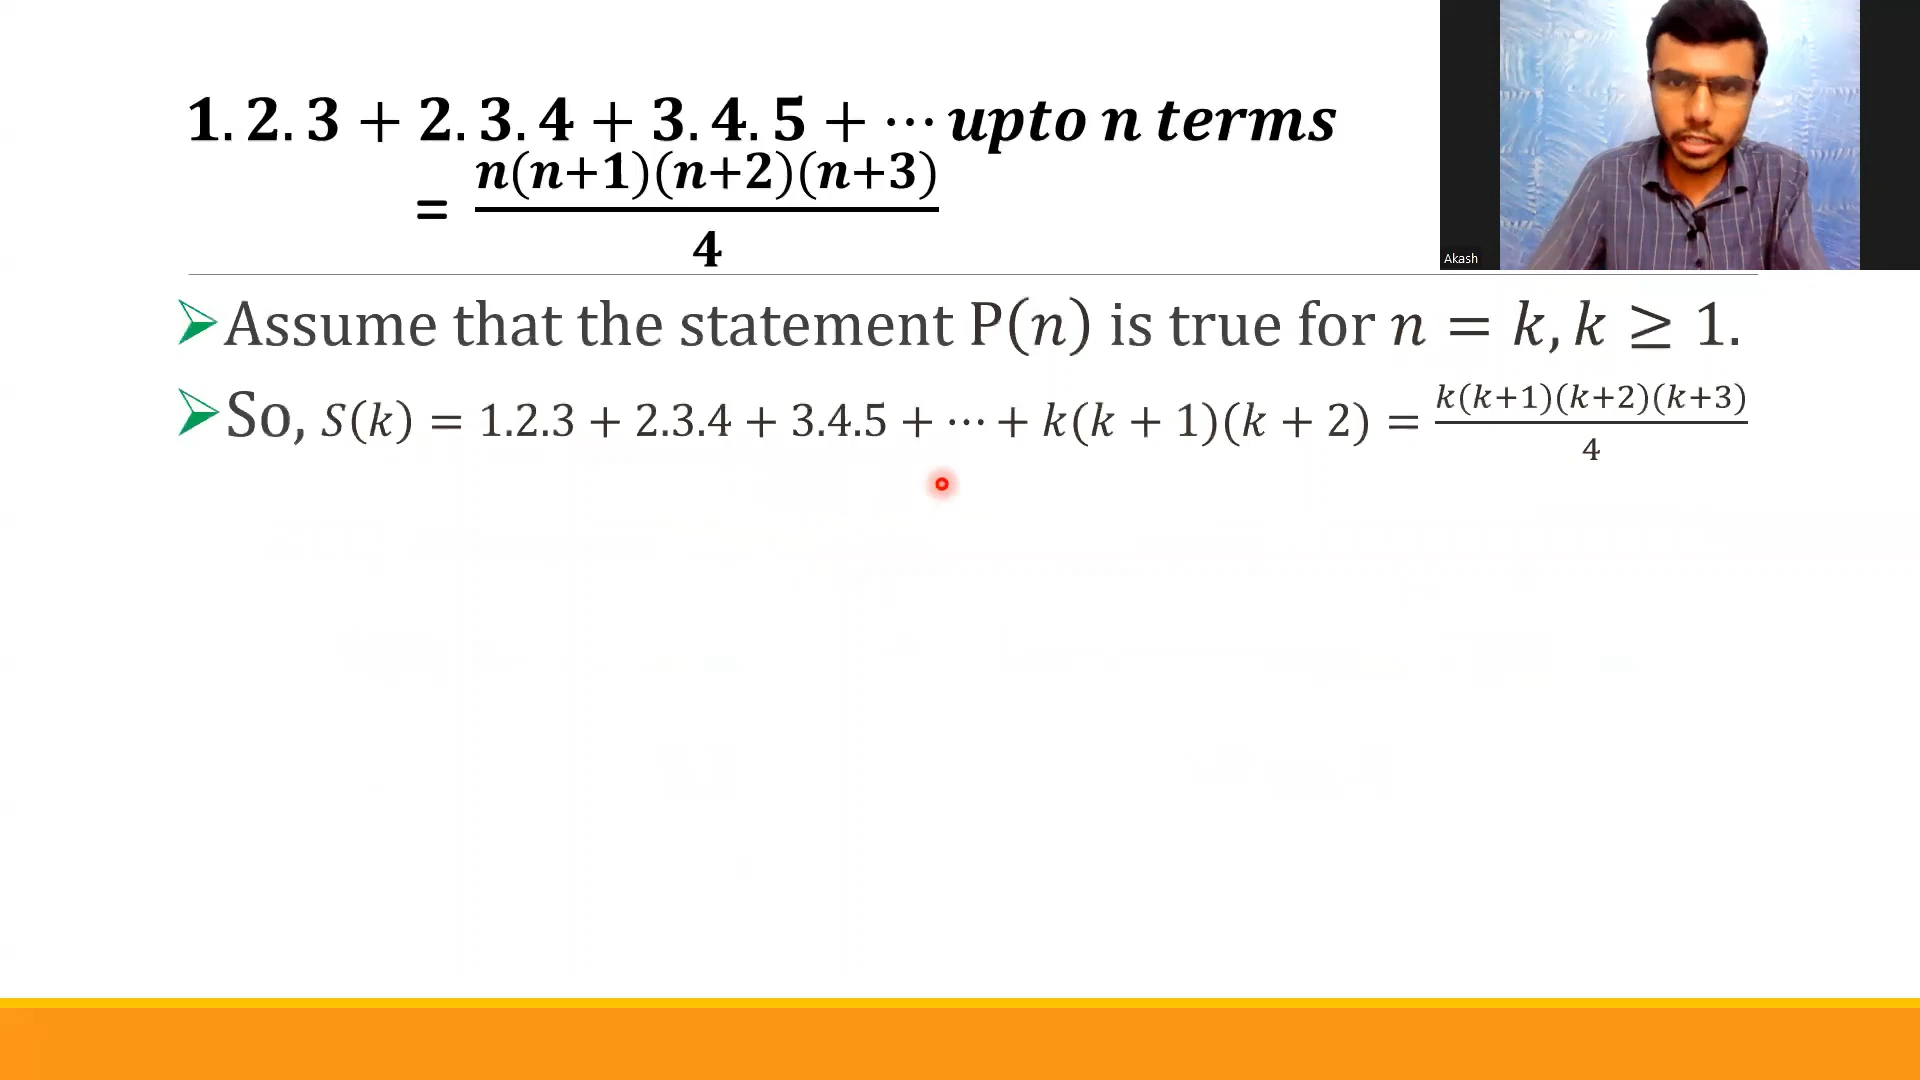 1.2.3 + 2.3.4 + 3.4.5 + ⋯ upto n terms
= n(n+1)(n+2)(n+3)/4
Akash
➢Assume that the statement P(n) is true for n = k, k ≥ 1.
➢So, S(k) = 1.2.3 + 2.3.4 + 3.4.5 + ⋯ + k(k + 1)(k + 2) = k(k+1)(k+2)(k+3)/4